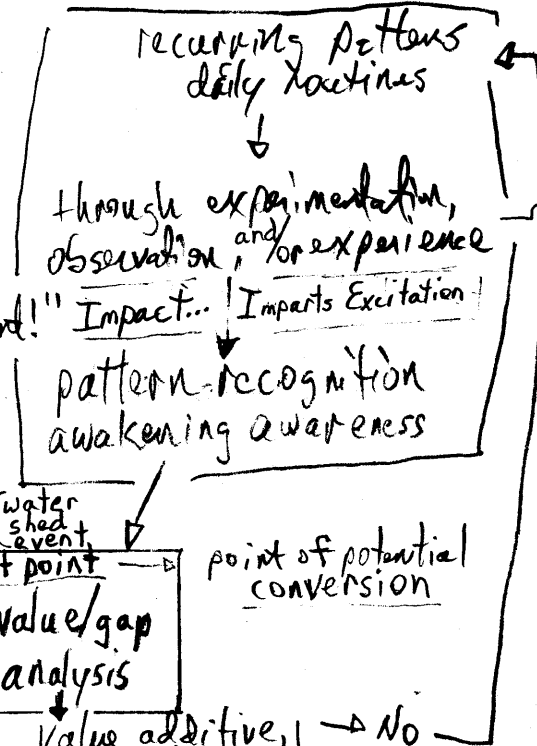 recurring patterns
daily routines
through experimentation,
observation, and/or experience
Impact... Imparts Excitation
pattern-recognition
awakening awareness
water
shed
event
point
point of potential
conversion
value/gap
analysis
Value additive, No